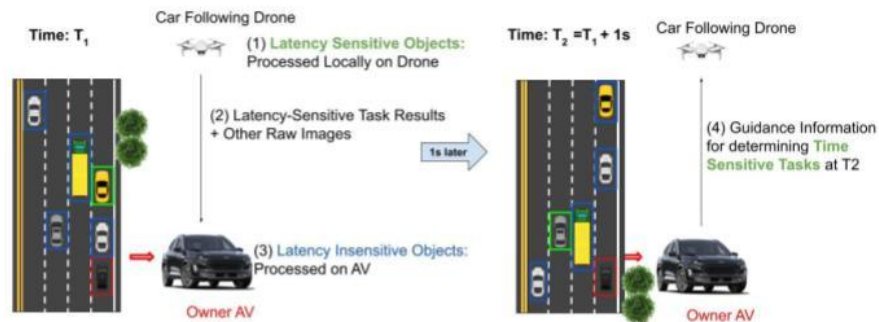 Car Following Drone
Time: T1
(1) Latency Sensitive Objects:
Processed Locally on Drone
(2) Latency-Sensitive Task Results
+ Other Raw Images
(3) Latency Insensitive Objects:
Processed on AV
Owner AV
1s later
Car Following Drone
Time: T2 =T1 + 1s
(4) Guidance Information
for determining Time
Sensitive Tasks at T2
Owner AV